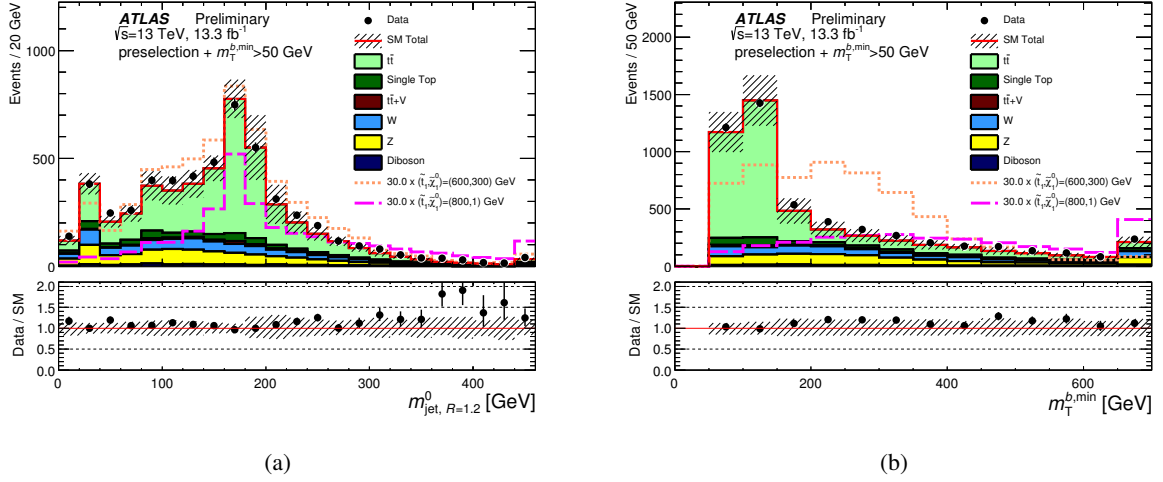 ATLAS Preliminary
√s=13 TeV, 13.3 fb⁻¹
preselection + m_T^{b,min}>50 GeV
Data
SM Total
tt̄
Single Top
tt̄+V
W
Z
Diboson
30.0 x (t̃₁,χ̃₁⁰)=(600,300) GeV
30.0 x (t̃₁,χ̃₁⁰)=(800,1) GeV
Events / 20 GeV
1000
500
0
Data / SM
2.0
1.5
1.0
0.5
0.0
0 200 400
m⁰_{jet, R=1.2} [GeV]
(a)
ATLAS Preliminary
√s=13 TeV, 13.3 fb⁻¹
preselection + m_T^{b,min}>50 GeV
Data
SM Total
tt̄
Single Top
tt̄+V
W
Z
Diboson
30.0 x (t̃₁,χ̃₁⁰)=(600,300) GeV
30.0 x (t̃₁,χ̃₁⁰)=(800,1) GeV
Events / 50 GeV
2000
1500
1000
500
0
Data / SM
2.0
1.5
1.0
0.5
0.0
0 200 400 600
m_T^{b,min} [GeV]
(b)